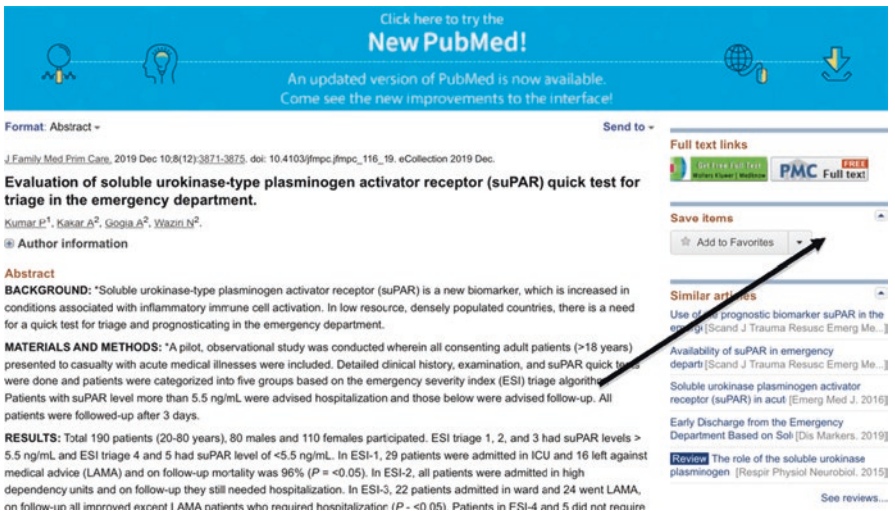 Click here to try the
New PubMed!
An updated version of PubMed is now available.
Come see the new improvements to the interface!
Format: Abstract
Send to
J Family Med Prim Care. 2019 Dec 10;8(12):3871-3875. doi: 10.4103/jfmpc.jfmpc_116_19. eCollection 2019 Dec.
Evaluation of soluble urokinase-type plasminogen activator receptor (suPAR) quick test for
triage in the emergency department.
Kumar P1, Kakar A2, Gogia A2, Waziri N2.
Author information
Abstract
BACKGROUND: "Soluble urokinase-type plasminogen activator receptor (suPAR) is a new biomarker, which is increased in
conditions associated with inflammatory immune cell activation. In low resource, densely populated countries, there is a need
for a quick test for triage and prognosticating in the emergency department.
MATERIALS AND METHODS: "A pilot, observational study was conducted wherein all consenting adult patients (>18 years)
presented to casualty with acute medical illnesses were included. Detailed clinical history, examination, and suPAR quick tests
were done and patients were categorized into five groups based on the emergency severity index (ESI) triage
Patients with suPAR level more than 5.5 ng/mL were advised hospitalization and those below were advised follow-up. All
patients were followed-up after 3 days.
RESULTS: Total 190 patients (20-80 years), 80 males and 110 females participated. ESI triage 1, 2, and 3 had suPAR levels >
5.5 ng/mL and ESI triage 4 and 5 had suPAR level of <5.5 ng/mL. In ESI-1, 29 patients were admitted in ICU and 16 left against
medical advice (LAMA) and on follow-up mortality was 96% (P = <0.05). In ESI-2, all patients were admitted in high
dependency units and on follow-up they still needed hospitalization. In ESI-3, 22 patients admitted in ward and 24 went LAMA,
on follow-up all improved except LAMA patients who required hospitalization (P - <0.05). Patients in ESI-4 and 5 did not require
Full text links
Get Free Full Text
Wolters Kluwer | Medknow
PMC FREE
Full text
Save items
Add to Favorites
Similar articles
Use of the prognostic biomarker suPAR in the
emergi [Scand J Trauma Resusc Emerg Me...]
Availability of suPAR in emergency
departi [Scand J Trauma Resusc Emerg Me...]
Soluble urokinase plasminogen activator
receptor (suPAR) in acut [Emerg Med J. 2016]
Early Discharge from the Emergency
Department Based on Sol [Dis Markers. 2019]
Review The role of the soluble urokinase
plasminogen [Respir Physiol Neurobiol. 2015]
See reviews...